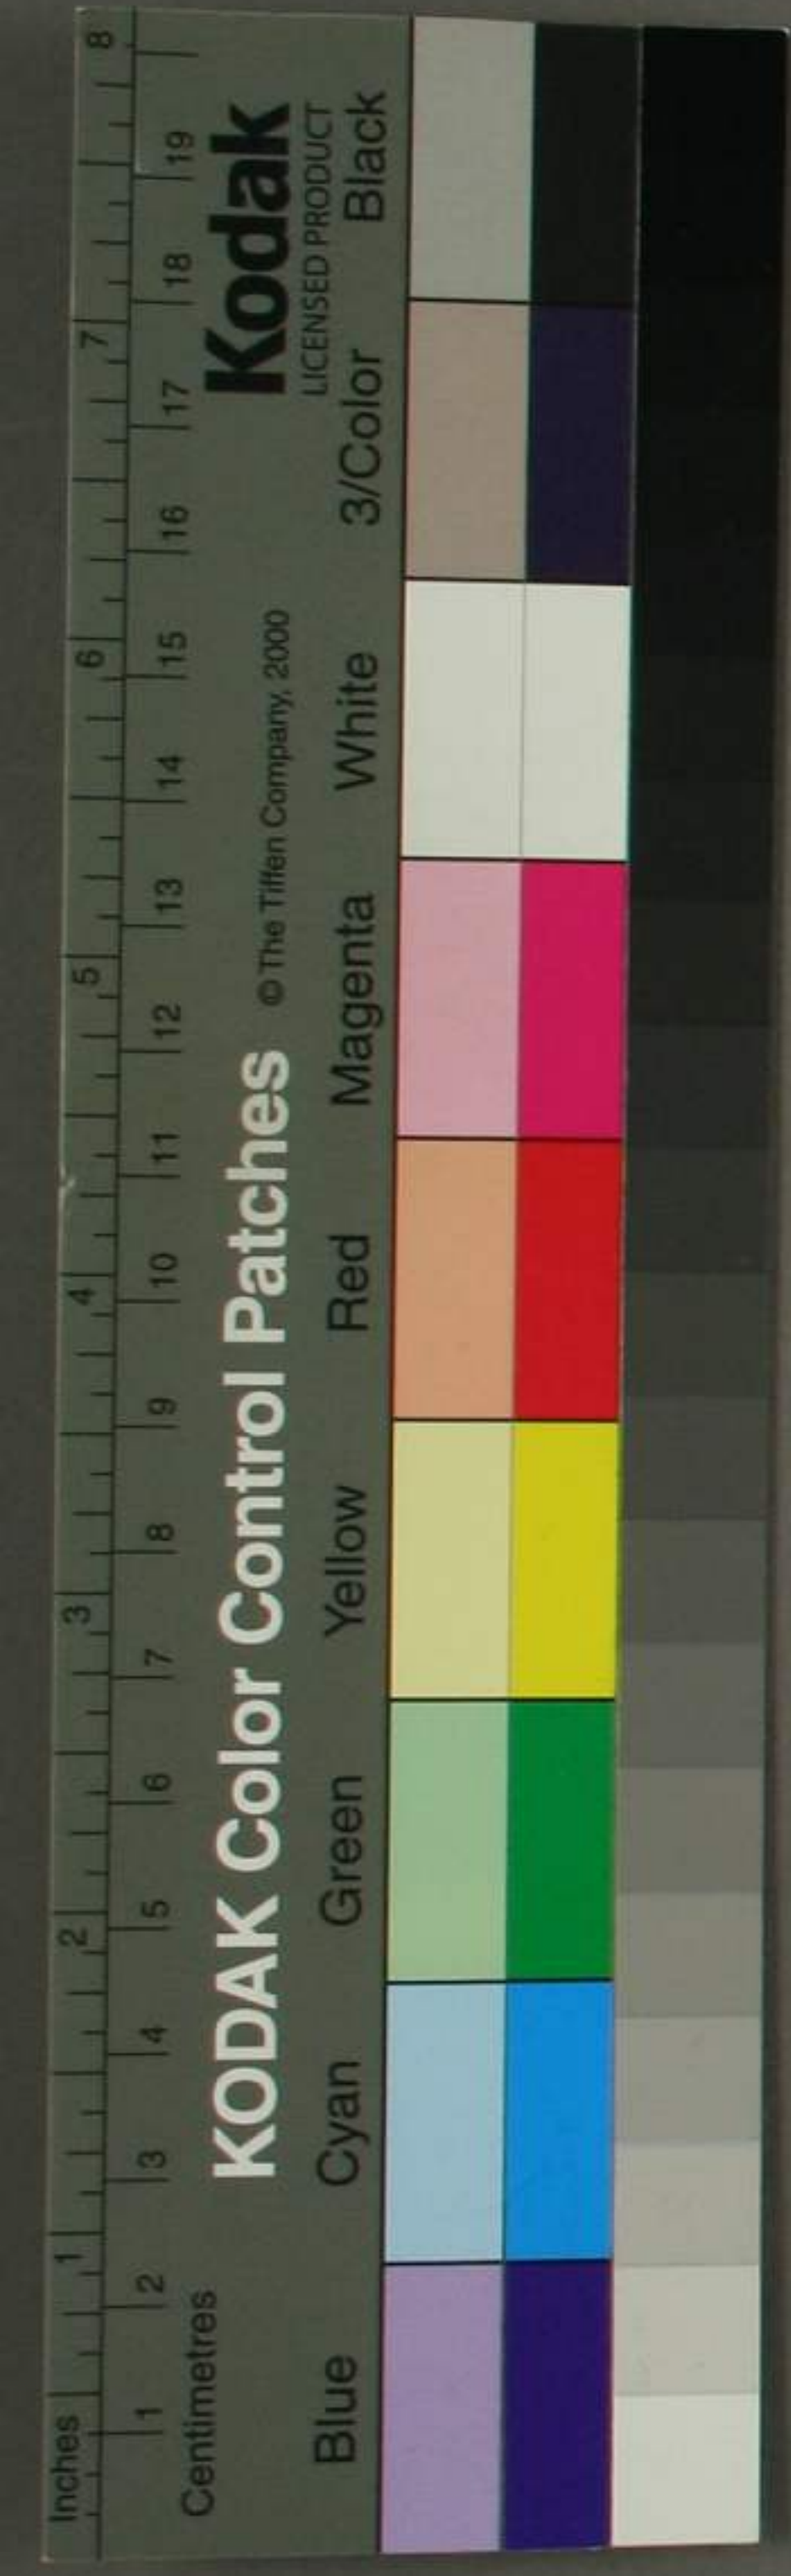 Inches 1 2 3 4 5 6 7 8
1 2 3 4 5 6 7 8 9 10 11 12 13 14 15 16 17 18 19
Centimetres
KODAK Color Control Patches © The Tiffen Company, 2000 Kodak
LICENSED PRODUCT
Blue Cyan Green Yellow Red Magenta White 3/Color Black